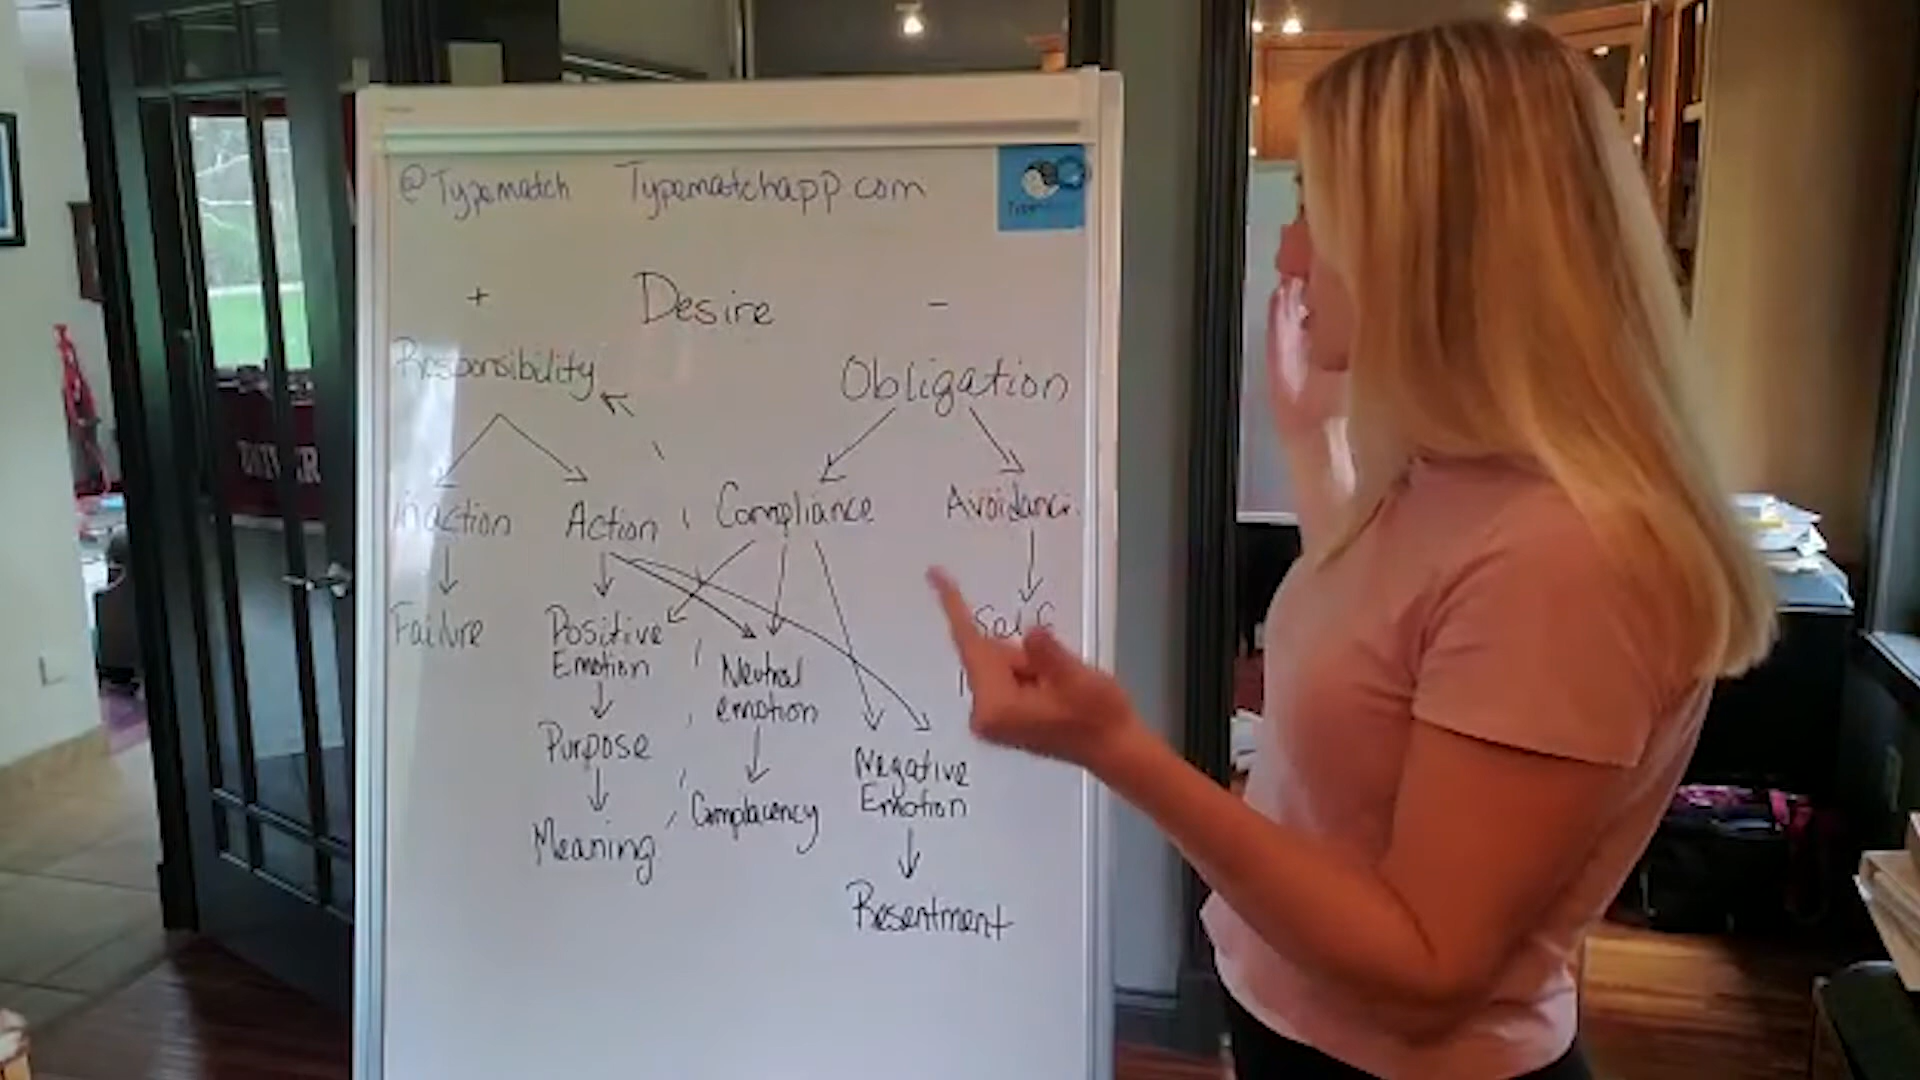 @Typematch Typematchapp.com
+ Desire -
Responsibility
Obligation
inaction Action Compliance Avoidance
Failure Positive Emotion
Neutral emotion
Self
Purpose
Complacency
Negative Emotion
Meaning
Resentment